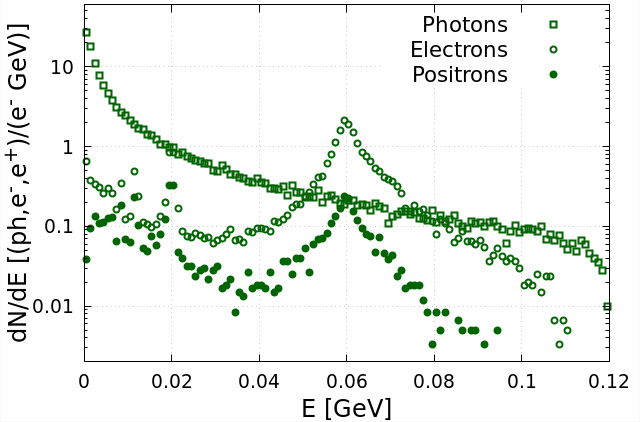 Photons
Electrons
Positrons
10
1
0.1
0.01
dN/dE [(ph,e⁻,e⁺)/(e⁻ GeV)]
0 0.02 0.04 0.06 0.08 0.1 0.12
E [GeV]